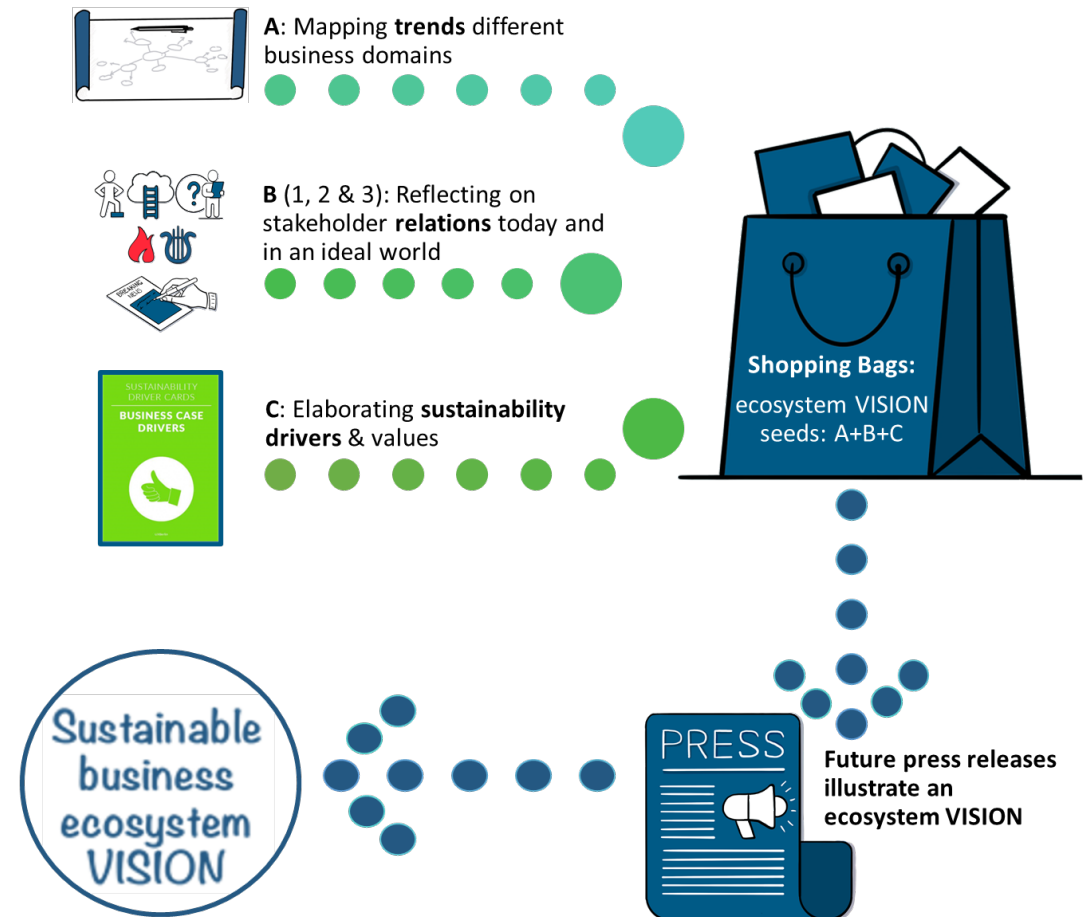 A: Mapping trends different
business domains
B (1, 2 & 3): Reflecting on
stakeholder relations today and
in an ideal world
BREAKING
NEWS
SUSTAINABILITY
DRIVER CARDS
BUSINESS CASE
DRIVERS
C: Elaborating sustainability
drivers & values
Shopping Bags:
ecosystem VISION
seeds: A+B+C
PRESS
Future press releases
illustrate an
ecosystem VISION
Sustainable
business
ecosystem
VISION